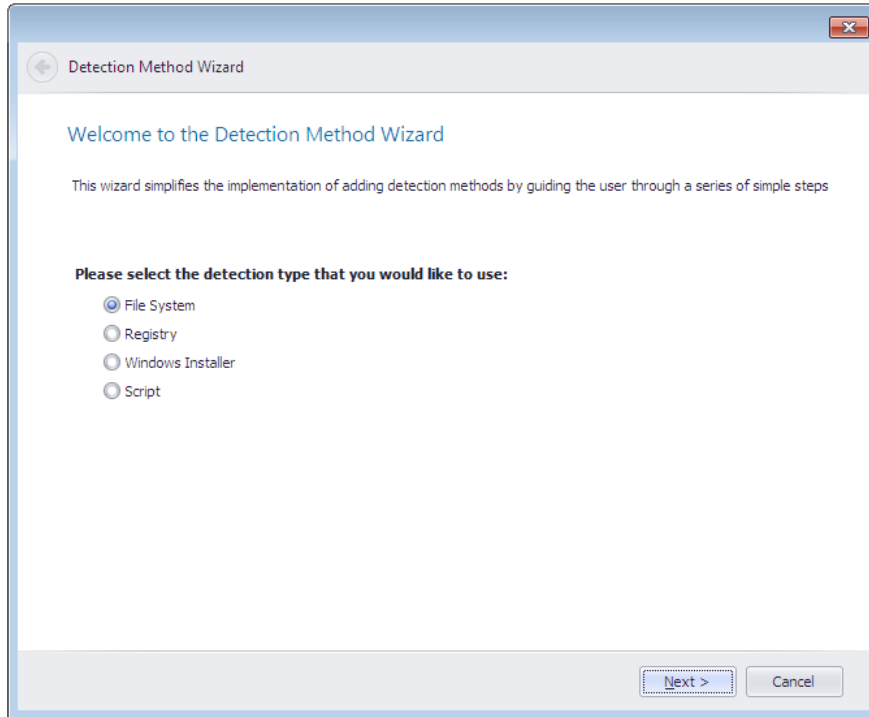 Detection Method Wizard
Welcome to the Detection Method Wizard
This wizard simplifies the implementation of adding detection methods by guiding the user through a series of simple steps
Please select the detection type that you would like to use:
File System
Registry
Windows Installer
Script
Next >
Cancel